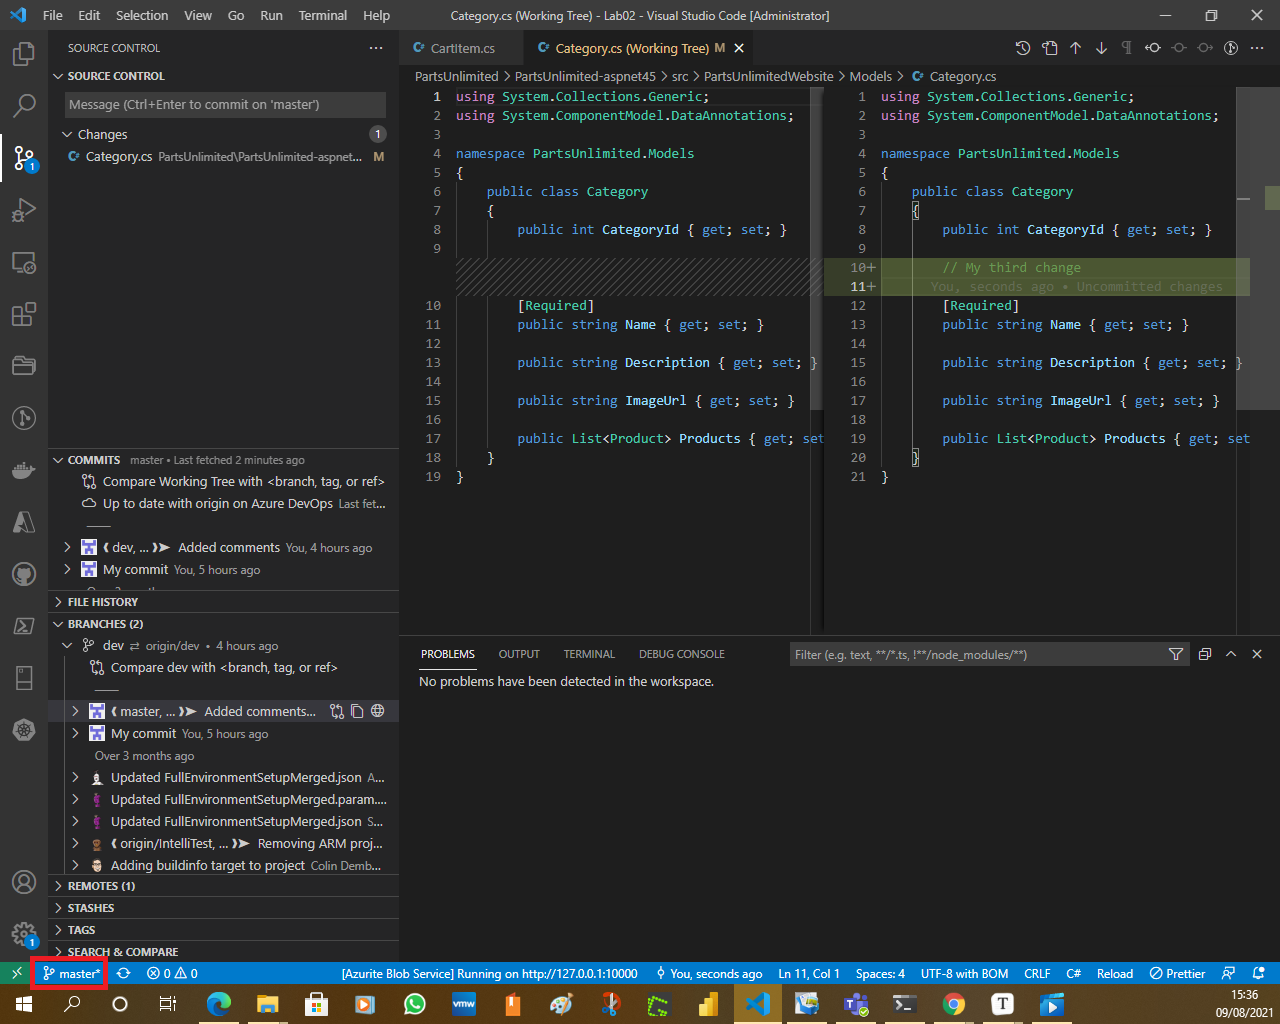 File Edit Selection View Go Run Terminal Help Category.cs (Working Tree) - Lab02 - Visual Studio Code [Administrator]
SOURCE CONTROL
SOURCE CONTROL
Message (Ctrl+Enter to commit on 'master')
Changes 1
Category.cs PartsUnlimited\PartsUnlimited-aspnet... M
1
COMMITS master • Last fetched 2 minutes ago
Compare Working Tree with <branch, tag, or ref>
Up to date with origin on Azure DevOps Last fet...
dev, ... Added comments You, 4 hours ago
My commit You, 5 hours ago
FILE HISTORY
BRANCHES (2)
dev origin/dev • 4 hours ago
Compare dev with <branch, tag, or ref>
master, ... Added comments...
My commit You, 5 hours ago
Over 3 months ago
Updated FullEnvironmentSetupMerged.json A...
Updated FullEnvironmentSetupMerged.param....
Updated FullEnvironmentSetupMerged.json S...
origin/IntelliTest, ... Removing ARM proj...
Adding buildinfo target to project Colin Demb...
REMOTES (1)
STASHES
TAGS
SEARCH & COMPARE
1
CartItem.cs Category.cs (Working Tree) M
PartsUnlimited > PartsUnlimited-aspnet45 > src > PartsUnlimitedWebsite > Models > Category.cs
1 using System.Collections.Generic;
2 using System.ComponentModel.DataAnnotations;
3
4 namespace PartsUnlimited.Models
5 {
6 public class Category
7 {
8 public int CategoryId { get; set; }
9
10 [Required]
11 public string Name { get; set; }
12
13 public string Description { get; set; }
14
15 public string ImageUrl { get; set; }
16
17 public List<Product> Products { get; set
18 }
19 }
1 using System.Collections.Generic;
2 using System.ComponentModel.DataAnnotations;
3
4 namespace PartsUnlimited.Models
5 {
6 public class Category
7 {
8 public int CategoryId { get; set; }
9
10+ // My third change
11+ You, seconds ago • Uncommitted changes
12 [Required]
13 public string Name { get; set; }
14
15 public string Description { get; set; }
16
17 public string ImageUrl { get; set; }
18
19 public List<Product> Products { get; set
20 }
21 }
PROBLEMS OUTPUT TERMINAL DEBUG CONSOLE Filter (e.g. text, **/*.ts, !**/node_modules/**)
No problems have been detected in the workspace.
master* 0 0 [Azurite Blob Service] Running on http://127.0.0.1:10000 You, seconds ago Ln 11, Col 1 Spaces: 4 UTF-8 with BOM CRLF C# Reload Prettier
vmw T
15:36
09/08/2021